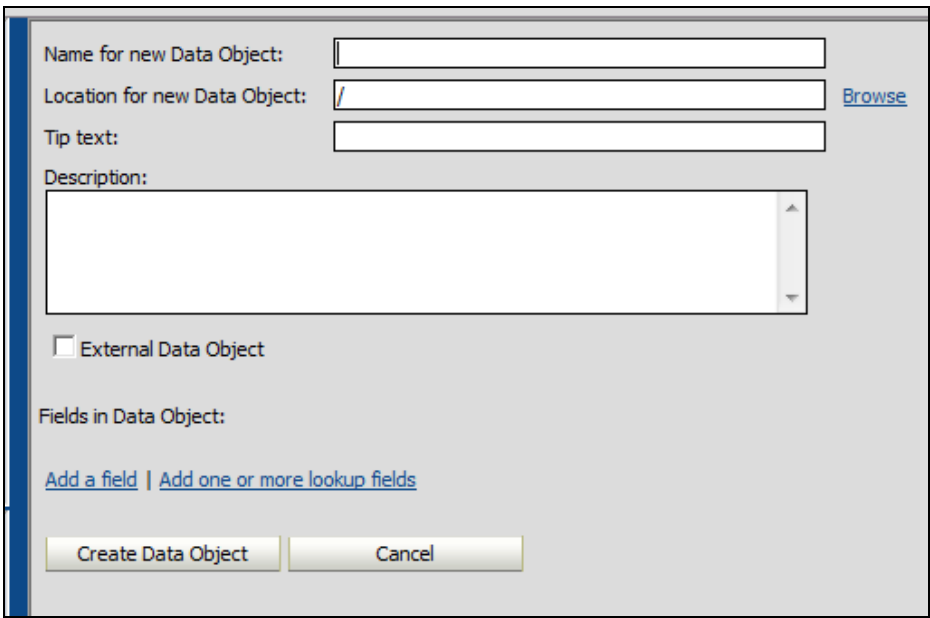 Name for new Data Object:
Location for new Data Object: / Browse
Tip text:
Description:
External Data Object
Fields in Data Object:
Add a field | Add one or more lookup fields
Create Data Object Cancel